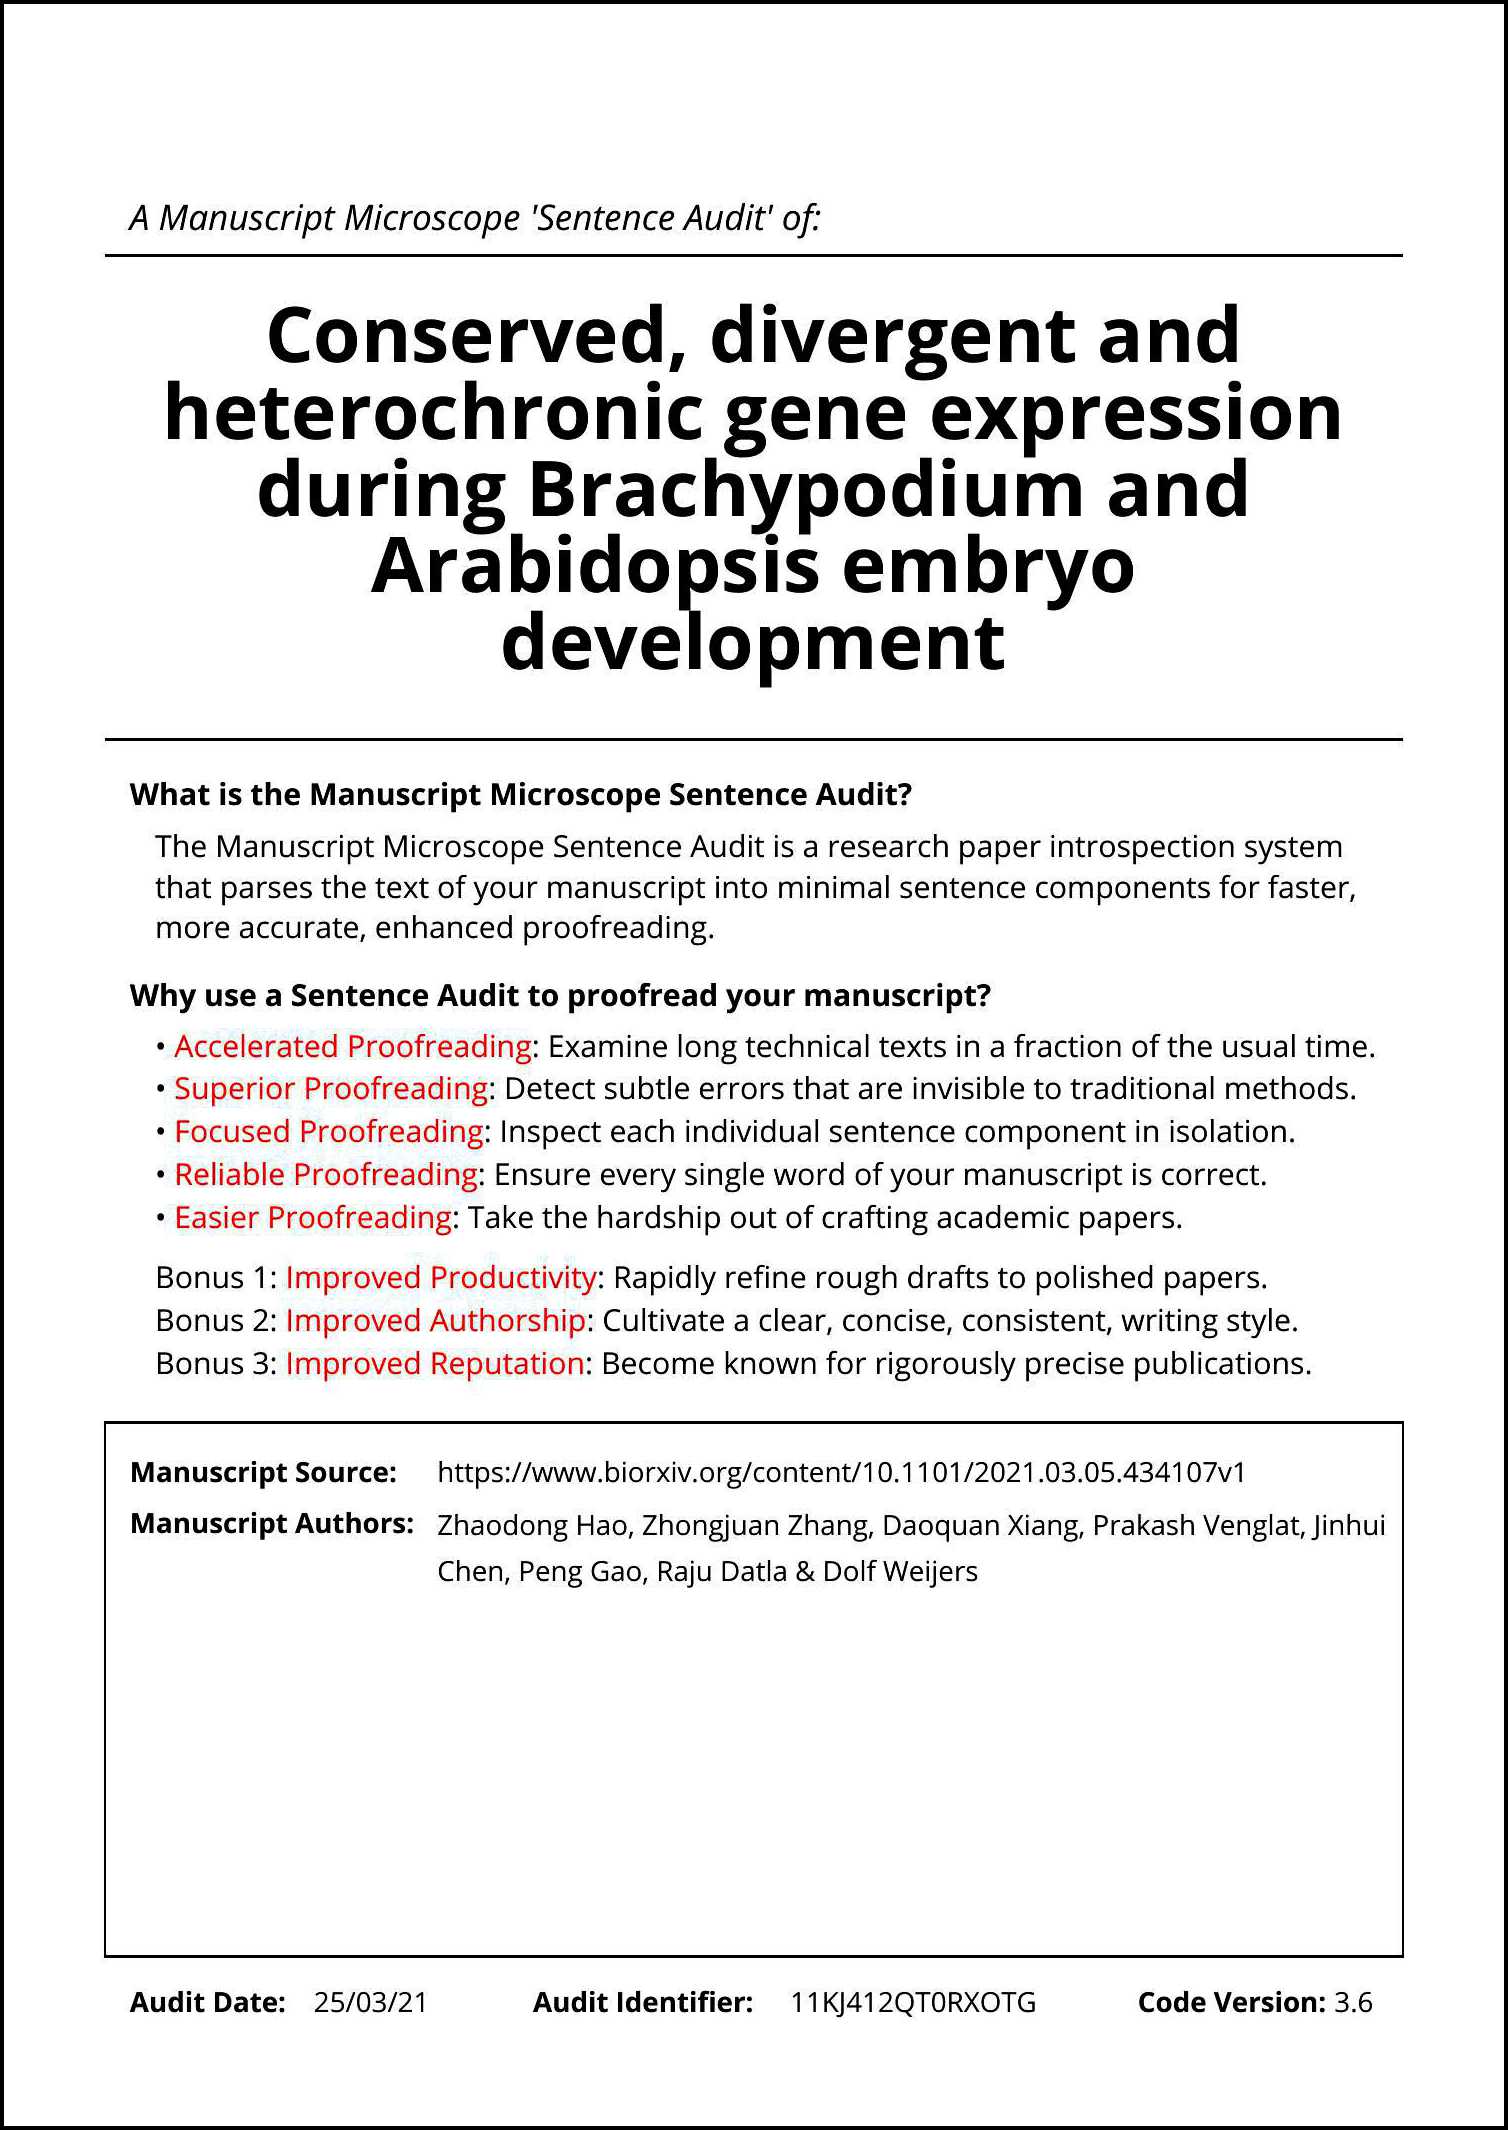 A Manuscript Microscope 'Sentence Audit' of:
Conserved, divergent and
heterochronic gene expression
during Brachypodium and
Arabidopsis embryo
development
What is the Manuscript Microscope Sentence Audit?
The Manuscript Microscope Sentence Audit is a research paper introspection system
that parses the text of your manuscript into minimal sentence components for faster,
more accurate, enhanced proofreading.
Why use a Sentence Audit to proofread your manuscript?
• Accelerated Proofreading: Examine long technical texts in a fraction of the usual time.
• Superior Proofreading: Detect subtle errors that are invisible to traditional methods.
• Focused Proofreading: Inspect each individual sentence component in isolation.
• Reliable Proofreading: Ensure every single word of your manuscript is correct.
• Easier Proofreading: Take the hardship out of crafting academic papers.
Bonus 1: Improved Productivity: Rapidly refine rough drafts to polished papers.
Bonus 2: Improved Authorship: Cultivate a clear, concise, consistent, writing style.
Bonus 3: Improved Reputation: Become known for rigorously precise publications.
Manuscript Source: https://www.biorxiv.org/content/10.1101/2021.03.05.434107v1
Manuscript Authors: Zhaodong Hao, Zhongjuan Zhang, Daoquan Xiang, Prakash Venglat, Jinhui
Chen, Peng Gao, Raju Datla & Dolf Weijers
Audit Date: 25/03/21 Audit Identifier: 11KJ412QT0RXOTG Code Version: 3.6